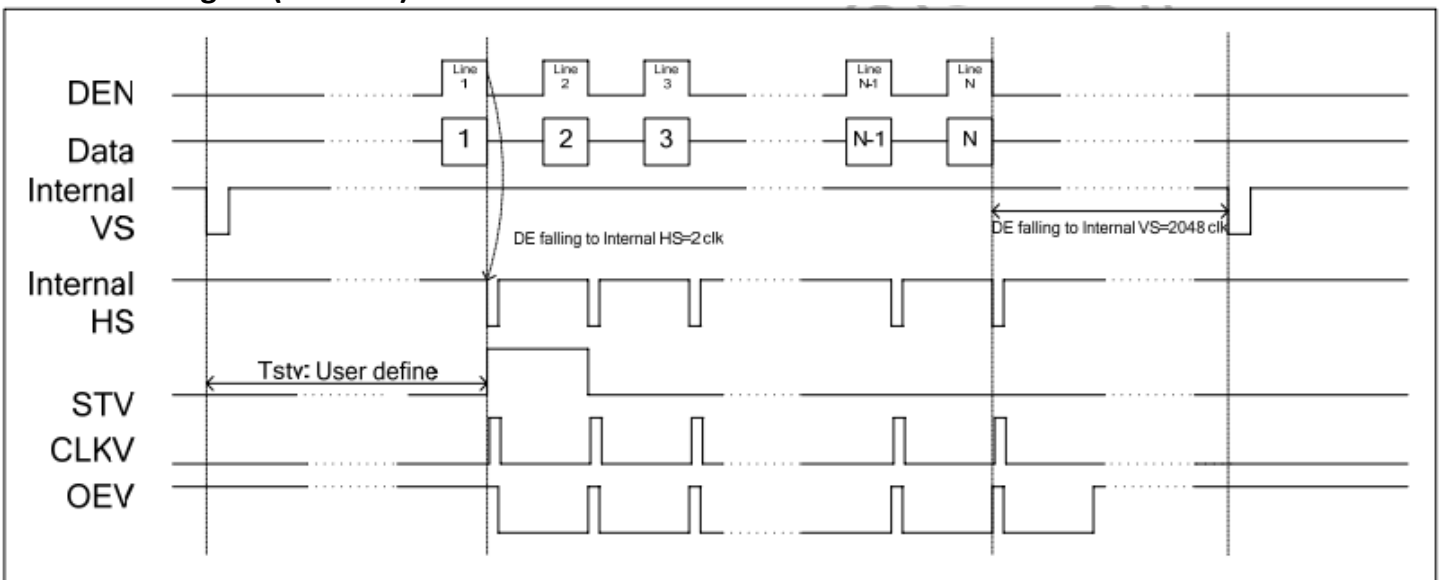 DEN
Line 1
Line 2
Line 3
Line N-1
Line N
Data
1
2
3
N-1
N
Internal
VS
DE falling to Internal HS=2 clk
DE falling to Internal VS=2048 clk
Internal
HS
Tstv: User define
STV
CLKV
OEV